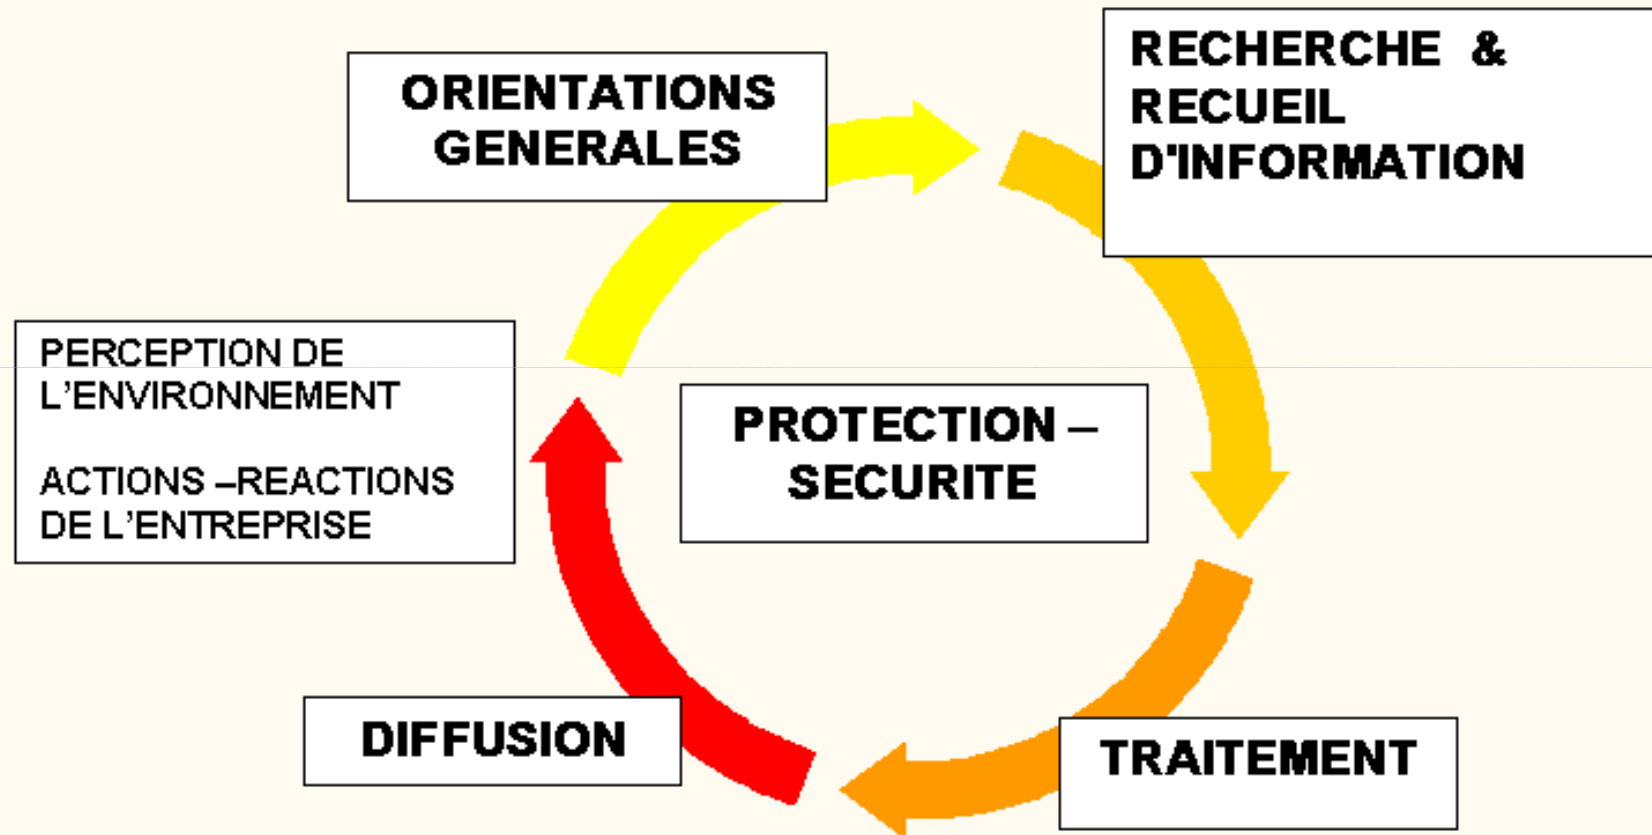 ORIENTATIONS
GENERALES
RECHERCHE &
RECUEIL
D'INFORMATION
PERCEPTION DE
L’ENVIRONNEMENT
ACTIONS –REACTIONS
DE L’ENTREPRISE
PROTECTION –
SECURITE
DIFFUSION
TRAITEMENT